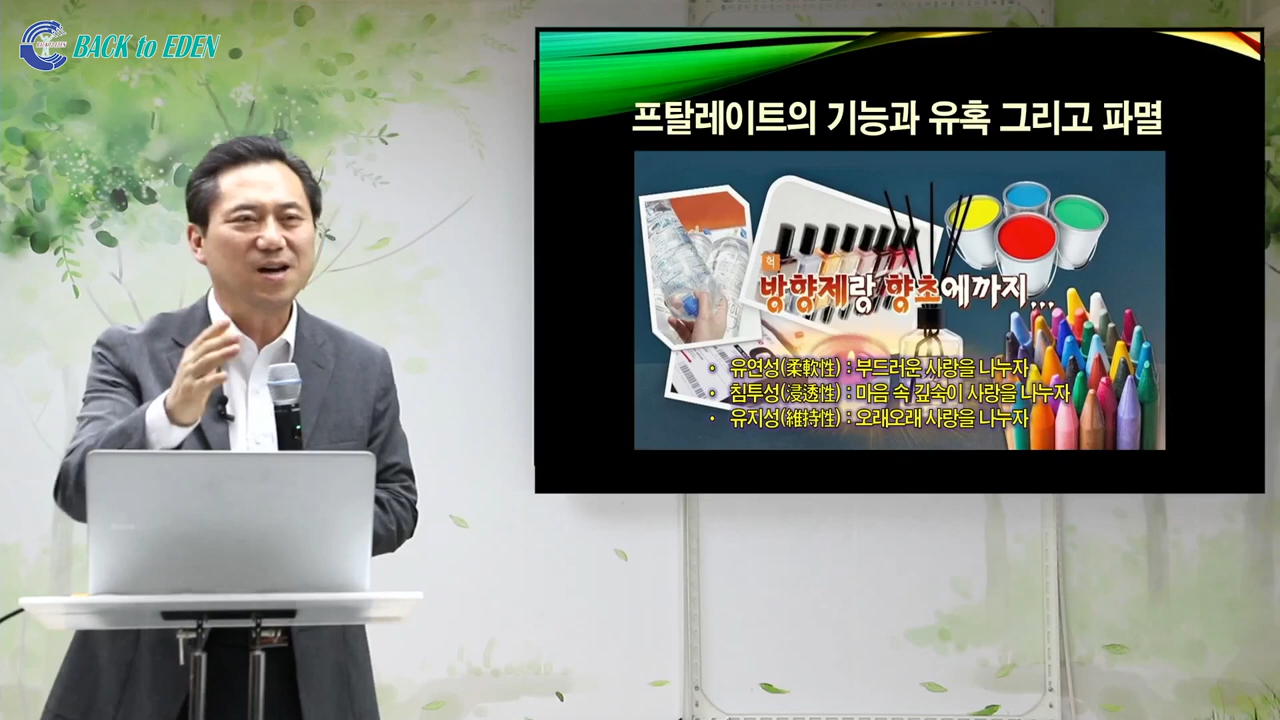 BACK to EDEN
프탈레이트의 기능과 유혹 그리고 파멸
헉
방향제랑 향초에까지...
• 유연성(柔軟性) : 부드러운 사랑을 나누자
• 침투성(浸透性) : 마음 속 깊숙이 사랑을 나누자
• 유지성(維持性) : 오래오래 사랑을 나누자